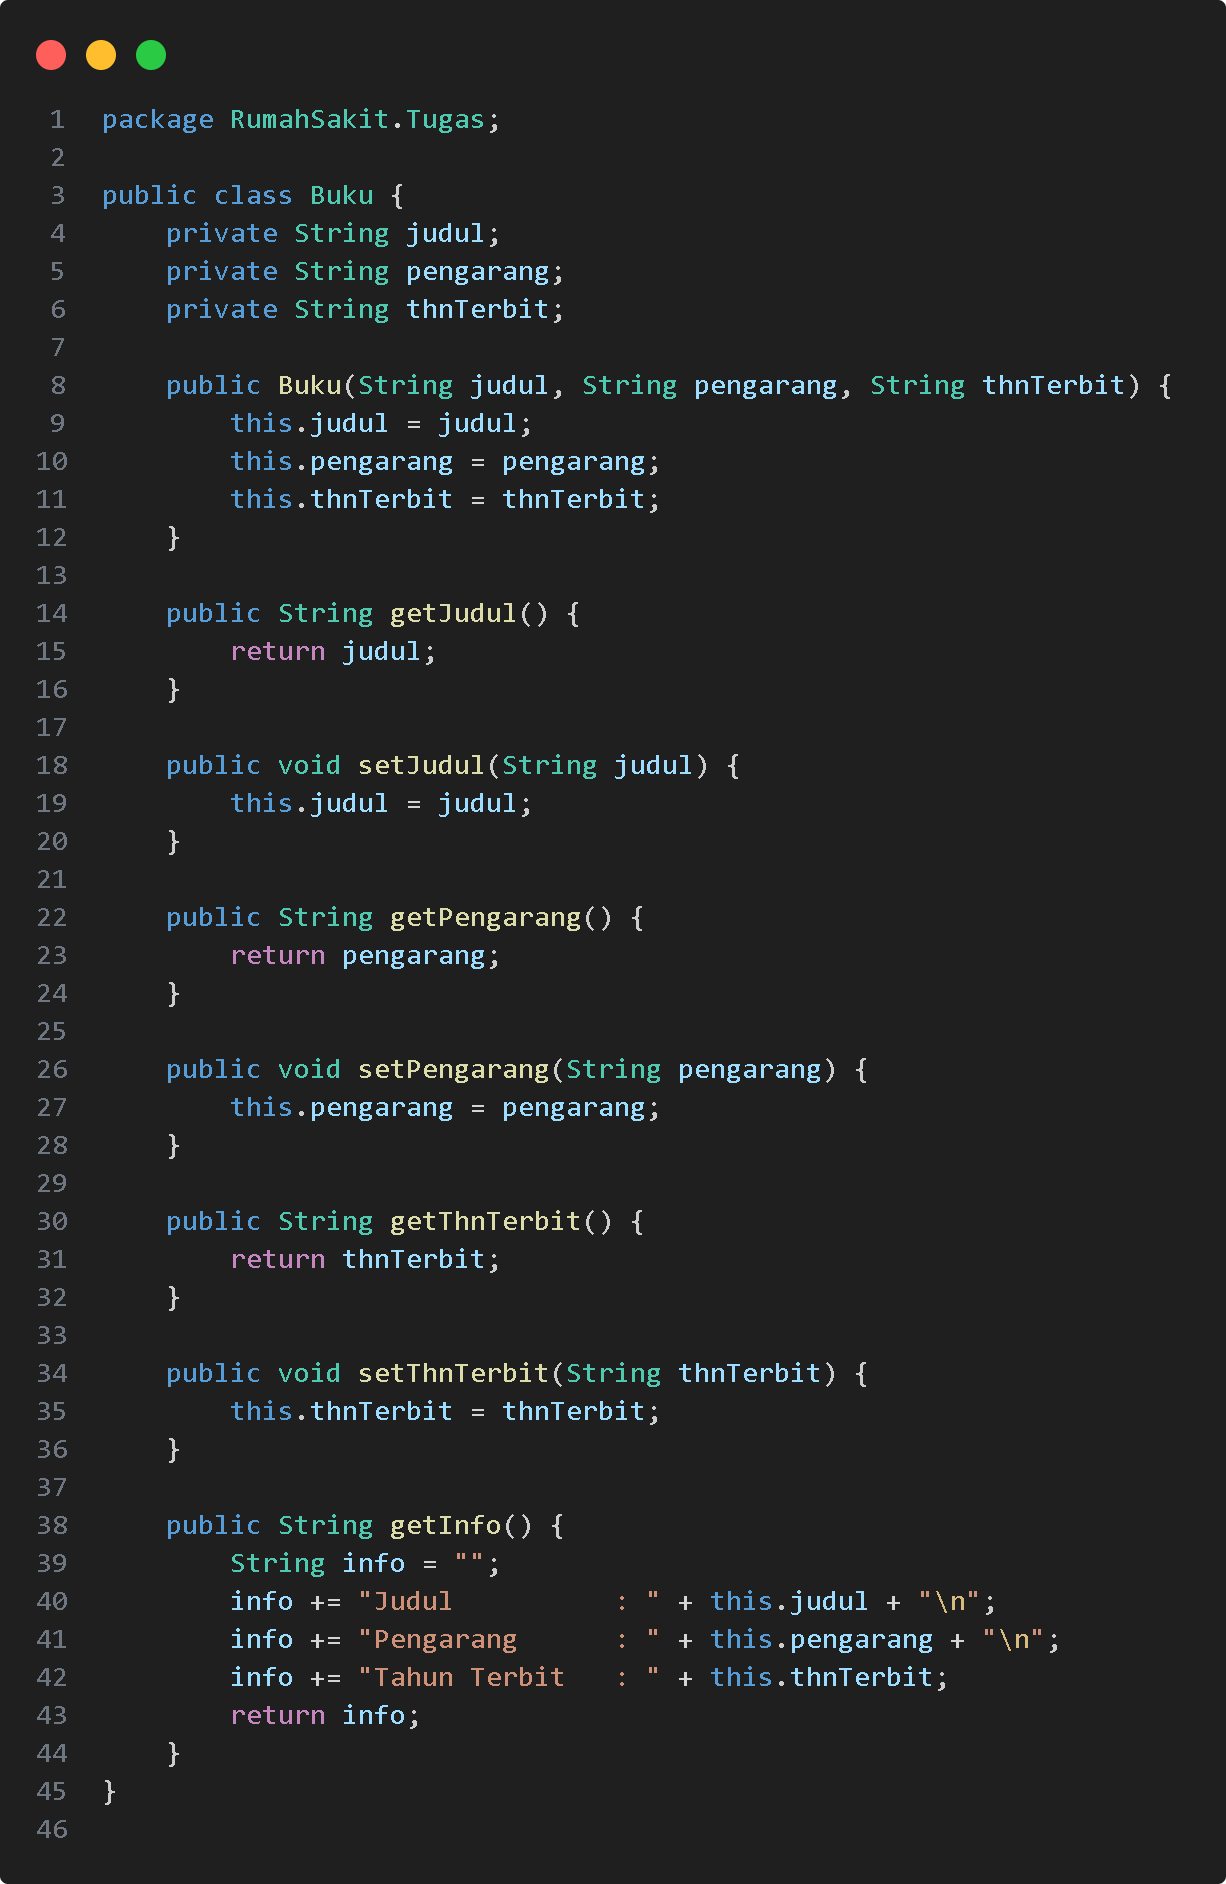 1 package RumahSakit.Tugas;
2
3 public class Buku {
4     private String judul;
5     private String pengarang;
6     private String thnTerbit;
7
8     public Buku(String judul, String pengarang, String thnTerbit) {
9         this.judul = judul;
10         this.pengarang = pengarang;
11         this.thnTerbit = thnTerbit;
12     }
13
14     public String getJudul() {
15         return judul;
16     }
17
18     public void setJudul(String judul) {
19         this.judul = judul;
20     }
21
22     public String getPengarang() {
23         return pengarang;
24     }
25
26     public void setPengarang(String pengarang) {
27         this.pengarang = pengarang;
28     }
29
30     public String getThnTerbit() {
31         return thnTerbit;
32     }
33
34     public void setThnTerbit(String thnTerbit) {
35         this.thnTerbit = thnTerbit;
36     }
37
38     public String getInfo() {
39         String info = "";
40         info += "Judul          : " + this.judul + "\n";
41         info += "Pengarang      : " + this.pengarang + "\n";
42         info += "Tahun Terbit   : " + this.thnTerbit;
43         return info;
44     }
45 }
46